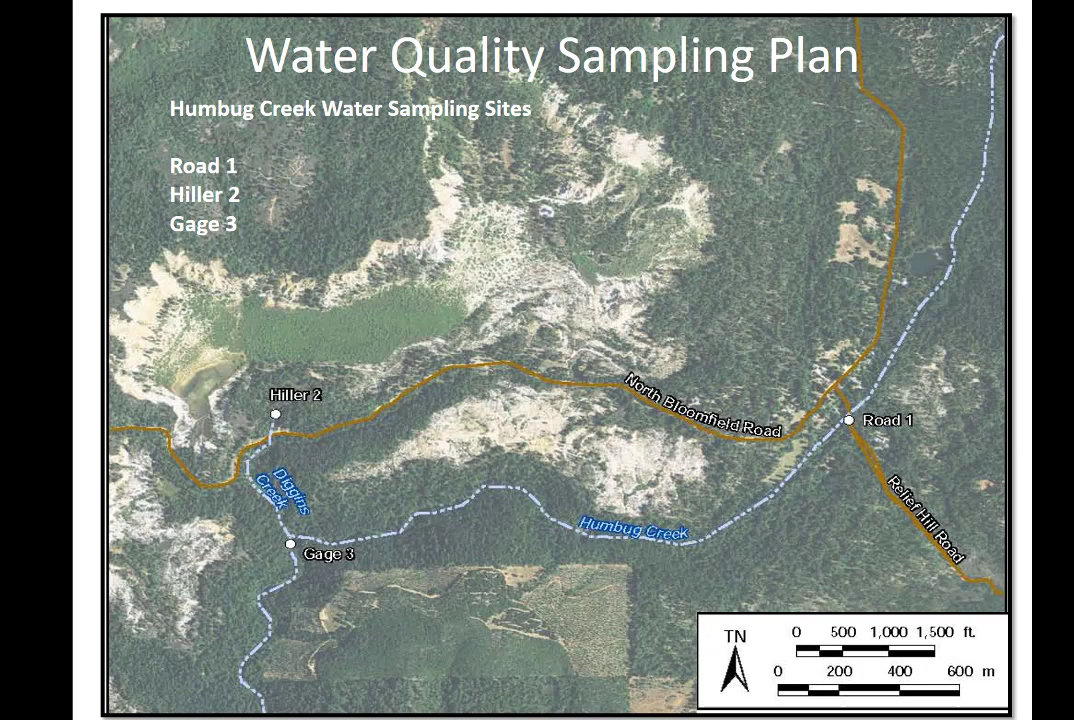 Water Quality Sampling Plan
Humbug Creek Water Sampling Sites
Road 1
Hiller 2
Gage 3
Hiller 2
North Bloomfield Road
Road 1
Diggins
Creek
Relief Hill Road
Humbug Creek
Gage 3
TN
0 500 1,000 1,500 ft.
0 200 400 600 m